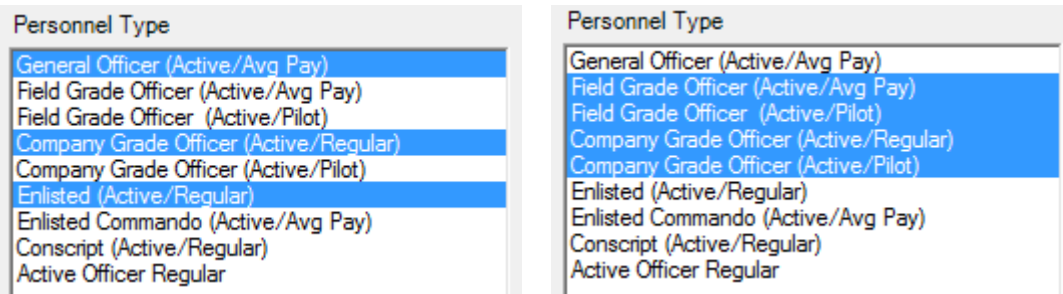 Personnel Type
General Officer (Active/Avg Pay)
Field Grade Officer (Active/Avg Pay)
Field Grade Officer  (Active/Pilot)
Company Grade Officer (Active/Regular)
Company Grade Officer (Active/Pilot)
Enlisted (Active/Regular)
Enlisted Commando (Active/Avg Pay)
Conscript (Active/Regular)
Active Officer Regular
Personnel Type
General Officer (Active/Avg Pay)
Field Grade Officer (Active/Avg Pay)
Field Grade Officer  (Active/Pilot)
Company Grade Officer (Active/Regular)
Company Grade Officer (Active/Pilot)
Enlisted (Active/Regular)
Enlisted Commando (Active/Avg Pay)
Conscript (Active/Regular)
Active Officer Regular